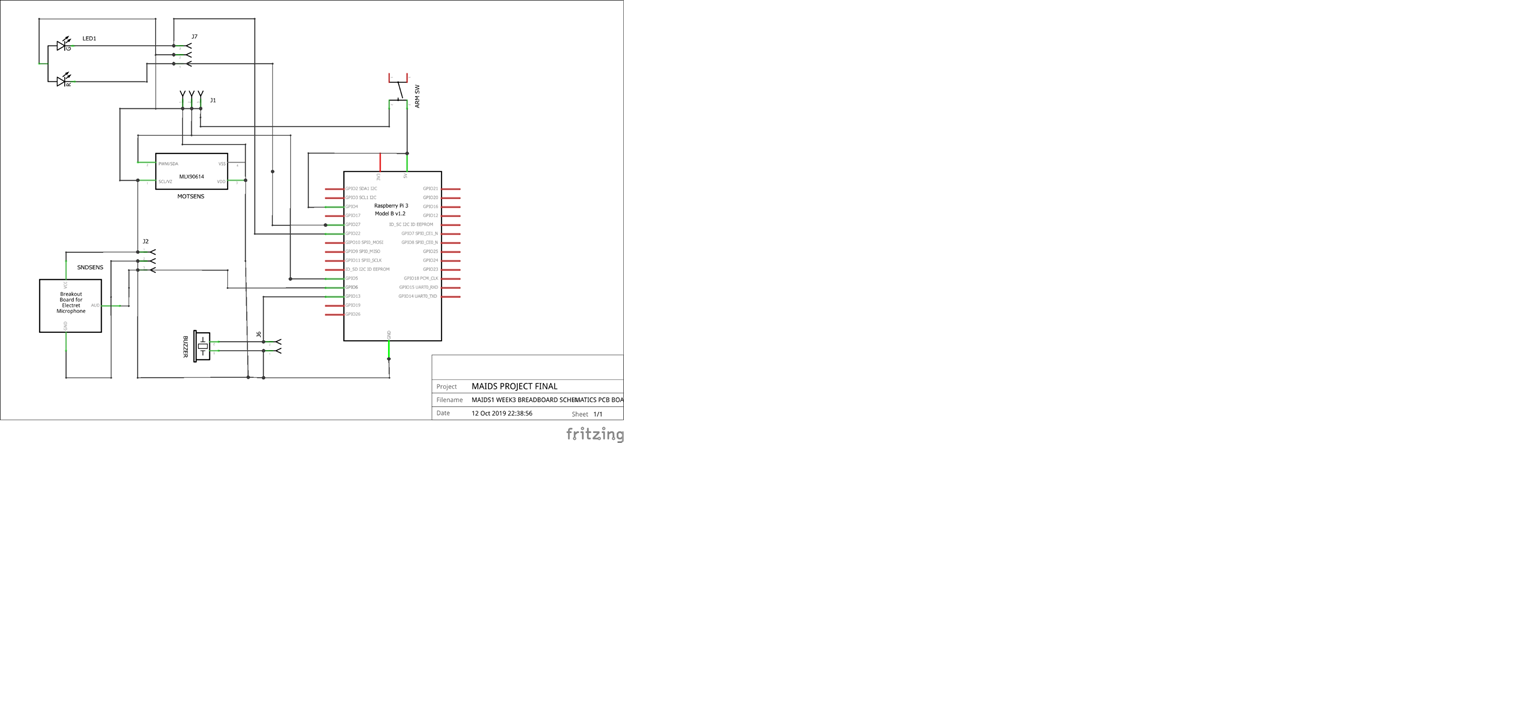 LED1
J7
J1
ARM SW
PWM/SDA
VSS
MLX90614
SCL/VZ
VDD
MOTSENS
GPIO2 SDA1 I2C
GPIO3 SCL1 I2C
GPIO4
GPIO17
GPIO27
GPIO22
GPIO10 SPI0_MOSI
GPIO9 SPI0_MISO
GPIO11 SPI0_SCLK
ID_SD I2C ID EEPROM
GPIO5
GPIO6
GPIO13
GPIO19
GPIO26
Raspberry Pi 3
Model B v1.2
GPIO21
GPIO20
GPIO16
GPIO12
ID_SC I2C ID EEPROM
GPIO7 SPI0_CE1_N
GPIO8 SPI0_CE0_N
GPIO25
GPIO24
GPIO23
GPIO18 PCM_CLK
GPIO15 UART0_RXD
GPIO14 UART0_TXD
GND
J2
SNDSENS
VCC
Breakout
Board for
Electret
Microphone
AUD
GND
BUZZER
J6
Project MAIDS PROJECT FINAL
Filename MAIDS1 WEEK3 BREADBOARD SCHEMATICS PCB BOA
Date 12 Oct 2019 22:38:56 Sheet 1/1
fritzing